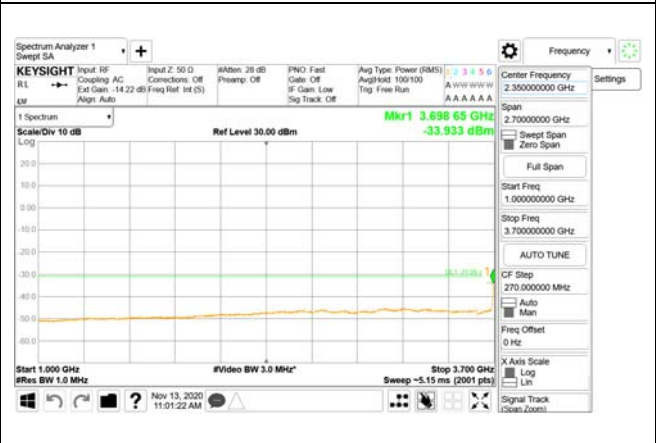 Spectrum Analyzer 1
Swept SA
+
Frequency
KEYSIGHT
RL
Input: RF
Coupling: AC
Ext Gain: -14.22 dB
Align: Auto
Input Z: 50 Ω
Corrections: Off
Freq Ref: Int (S)
#Atten: 28 dB
Preamp: Off
PNO: Fast
Gate: Off
IF Gain: Low
Sig Track: Off
Avg Type: Power (RMS)
Avg|Hold: 100/100
Trig: Free Run
1 2 3 4 5 6
A W W W W W
A A A A A A
1 Spectrum
Scale/Div 10 dB
Ref Level 30.00 dBm
Mkr1 3.698 65 GHz
-33.933 dBm
Log
20.0
10.0
0.00
-10.0
-20.0
-30.0
-40.0
-50.0
-60.0
1
Start 1.000 GHz
#Video BW 3.0 MHz*
Stop 3.700 GHz
#Res BW 1.0 MHz
Sweep ~5.15 ms (2001 pts)
?
Nov 13, 2020
11:01:22 AM
Center Frequency
2.350000000 GHz
Settings
Span
2.70000000 GHz
Swept Span
Zero Span
Full Span
Start Freq
1.000000000 GHz
Stop Freq
3.700000000 GHz
AUTO TUNE
CF Step
270.000000 MHz
Auto
Man
Freq Offset
0 Hz
X Axis Scale
Log
Lin
Signal Track
(Span Zoom)